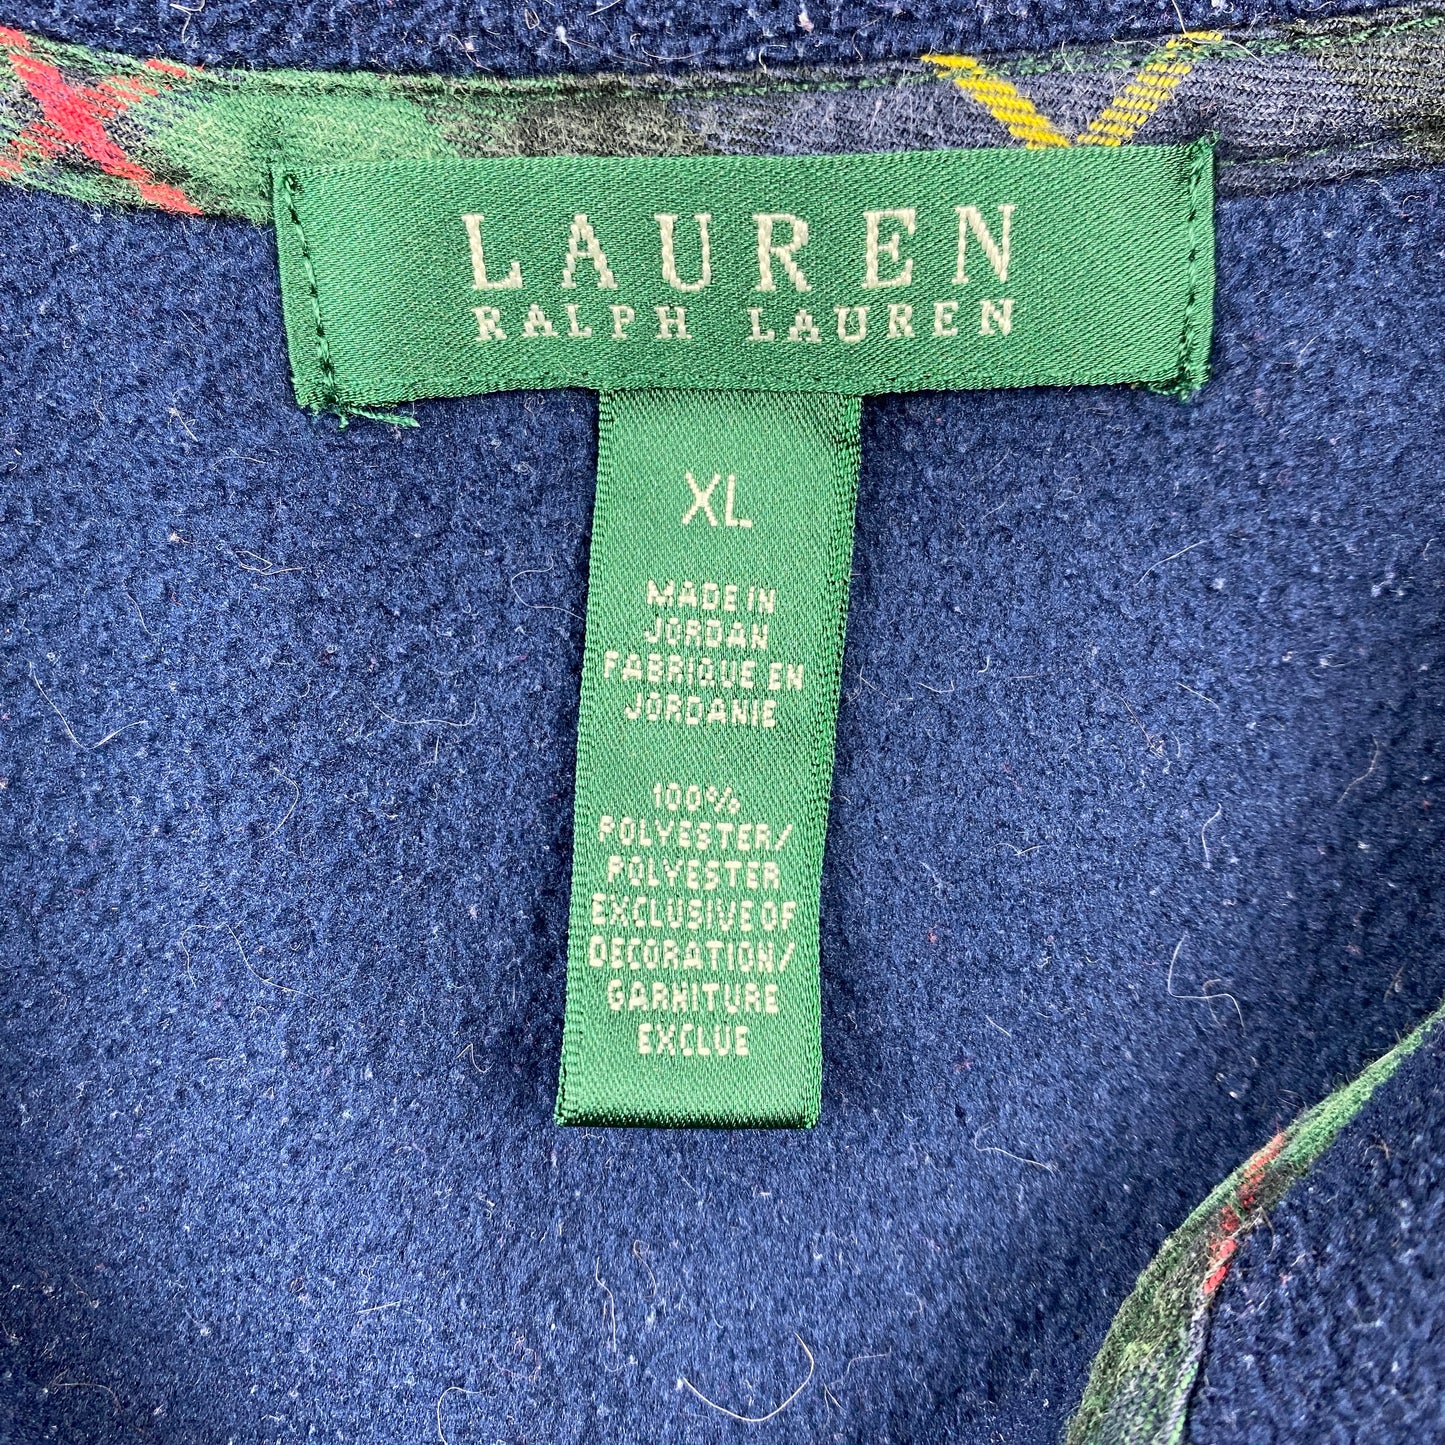 LAUREN
RALPH LAUREN
XL
MADE IN
JORDAN
FABRIQUE EN
JORDANIE
100%
POLYESTER/
POLYESTER
EXCLUSIVE OF
DECORATION/
GARNITURE
EXCLUE